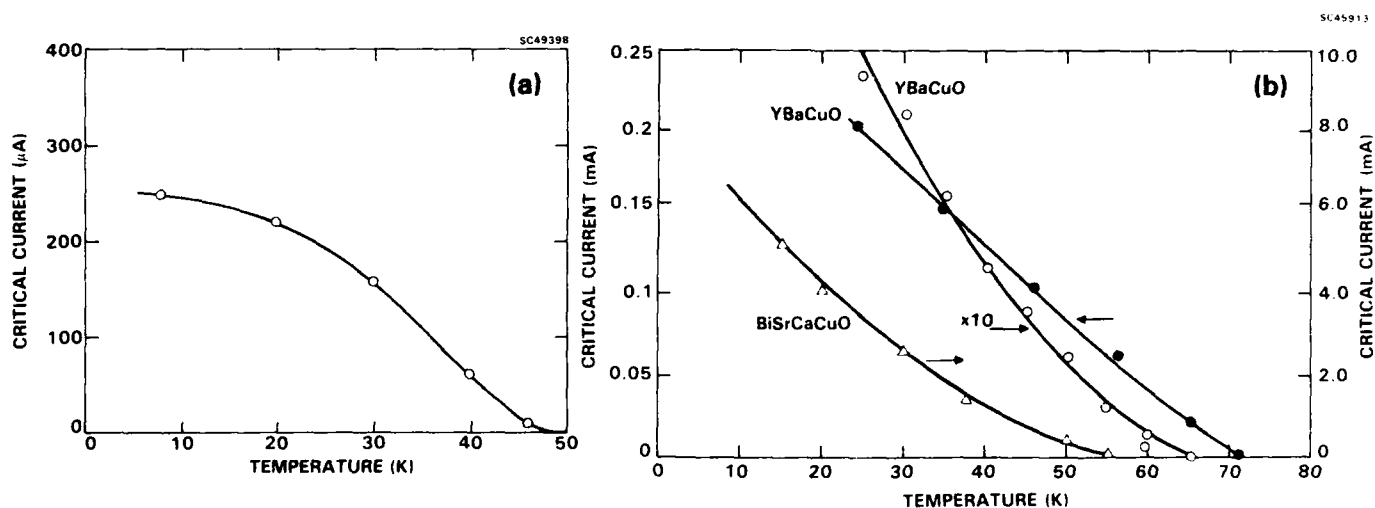 SC49398
(a)
CRITICAL CURRENT (μA)
400
300
200
100
0
0
10
20
30
40
50
TEMPERATURE (K)
SC45913
(b)
CRITICAL CURRENT (mA)
0.25
0.2
0.15
0.1
0.05
0
YBaCuO
YBaCuO
BiSrCaCuO
x10
10.0
8.0
6.0
4.0
2.0
0
CRITICAL CURRENT (mA)
0
10
20
30
40
50
60
70
80
TEMPERATURE (K)